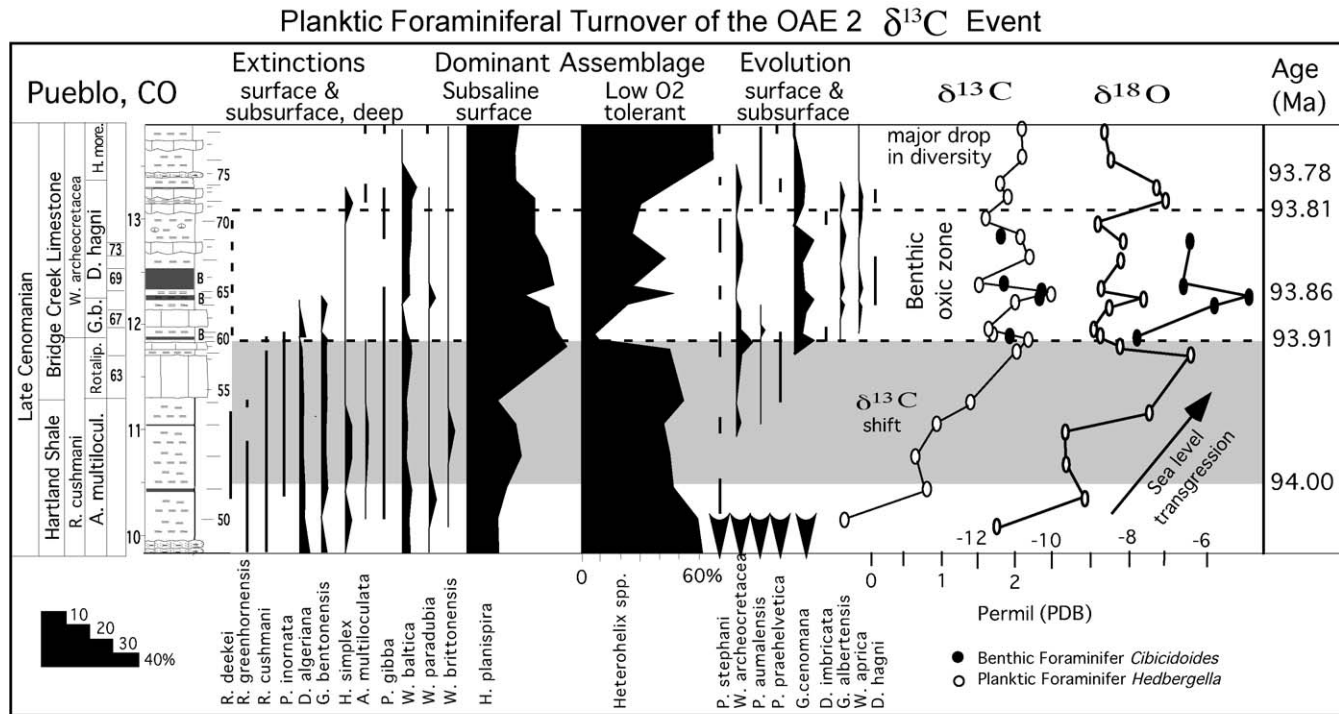 Planktic Foraminiferal Turnover of the OAE 2 δ¹³C Event
Pueblo, CO
Extinctions
surface &
subsurface, deep
Dominant Assemblage
Subsaline
surface
Low O2
tolerant
Evolution
surface &
subsurface
δ¹³C
δ¹⁸O
Age
(Ma)
Late Cenomanian
Hartland Shale
Bridge Creek Limestone
R. cushmani
W. archeocretacea
A. multilocul.
Rotalip.
G.b.
D. hagni
H. more.
13
12
11
10
73
69
67
63
B
B
B
75
70
65
60
55
50
major drop
in diversity
Benthic
oxic zone
δ¹³C
shift
Sea level
transgression
93.78
93.81
93.86
93.91
94.00
-12
-10
-8
-6
0
1
2
Permil (PDB)
0
60%
10
20
30
40%
R. deekei
R. greenhornensis
R. cushmani
P. inornata
D. algeriana
G. bentonensis
H. simplex
A. multiloculata
P. gibba
W. baltica
W. paradubia
W. brittonensis
H. planispira
Heterohelix spp.
P. stephani
W. archeocretacea
P. aumalensis
P. praehelvetica
G.cenomana
D. imbricata
G. albertensis
W. aprica
D. hagni
Benthic Foraminifer Cibicidoides
Planktic Foraminifer Hedbergella